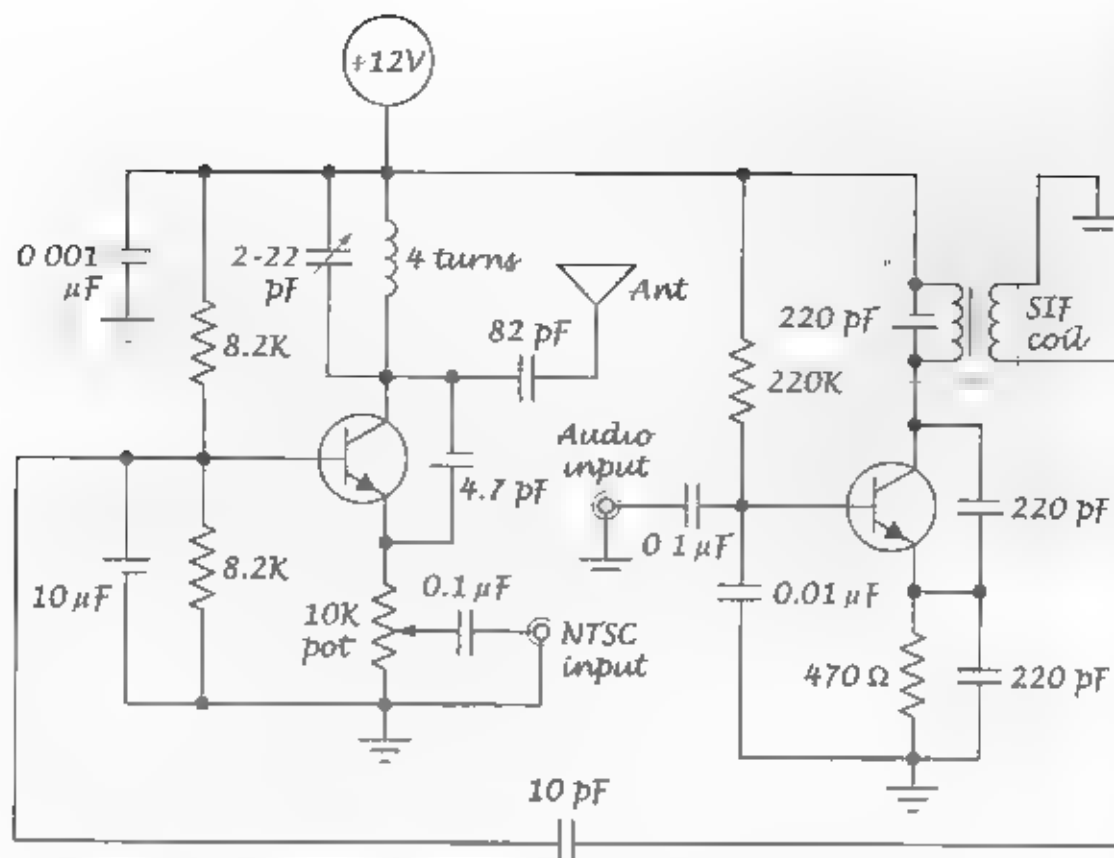 +12V
0 001
μF
2-22
pF
4 turns
Ant
8.2K
82 pF
220 pF
SIF
coil
220K
Audio
input
4.7 pF
0 1 μF
220 pF
10 μF
8.2K
10K
pot
0.1 μF
NTSC
input
0.01 μF
470 Ω
220 pF
10 pF